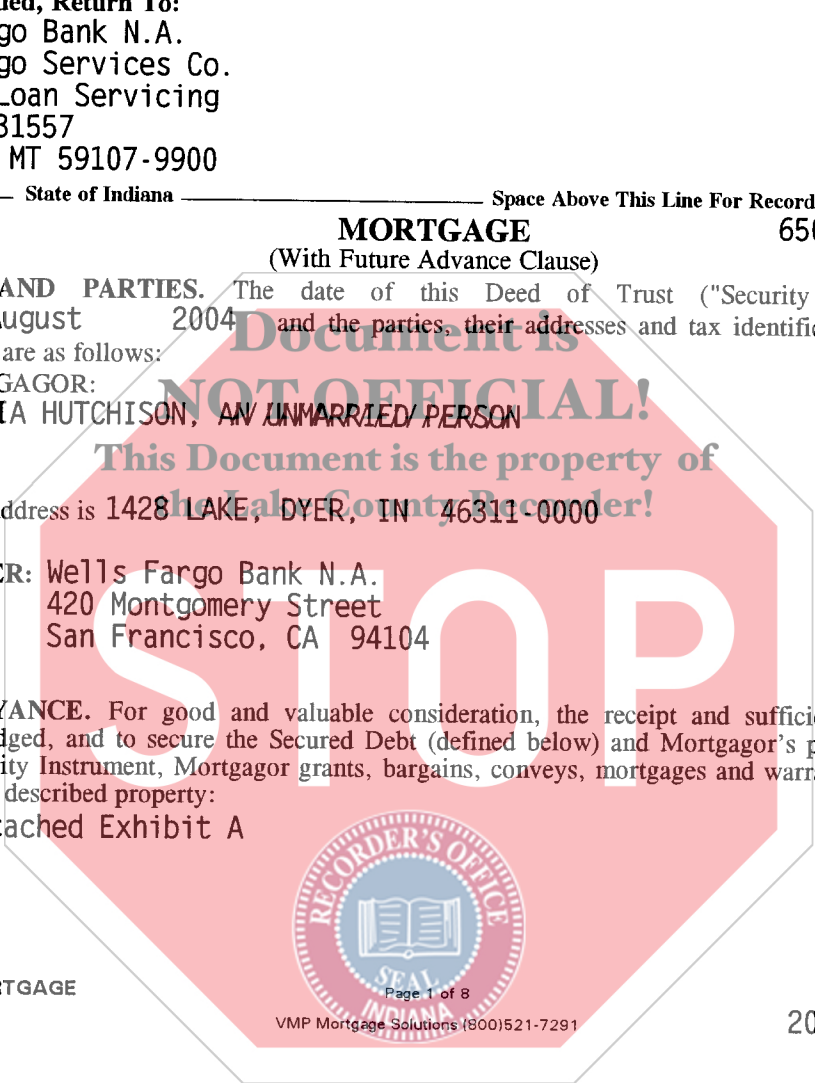 ded, Return To:
go Bank N.A.
go Services Co.
Loan Servicing
31557
MT 59107-9900
State of Indiana Space Above This Line For Record
MORTGAGE 650
(With Future Advance Clause)
AND PARTIES. The date of this Deed of Trust ("Security
August 2004 and the parties, their addresses and tax identific
are as follows:
GAGOR:
IA HUTCHISON, AN UNMARRIED PERSON
ddress is 1428 LAKE, DYER, IN 46311-0000
ER: Wells Fargo Bank N.A.
420 Montgomery Street
San Francisco, CA 94104
YANCE. For good and valuable consideration, the receipt and suffici
dged, and to secure the Secured Debt (defined below) and Mortgagor's p
ity Instrument, Mortgagor grants, bargains, conveys, mortgages and warr
described property:
tached Exhibit A
Document is
NOT OFFICIAL!
This Document is the property of
the Lake County Recorder!
STOP
RECORDER'S OFFICE
SEAL
INDIANA
RTGAGE
Page 1 of 8
VMP Mortgage Solutions (800)521-7291
20